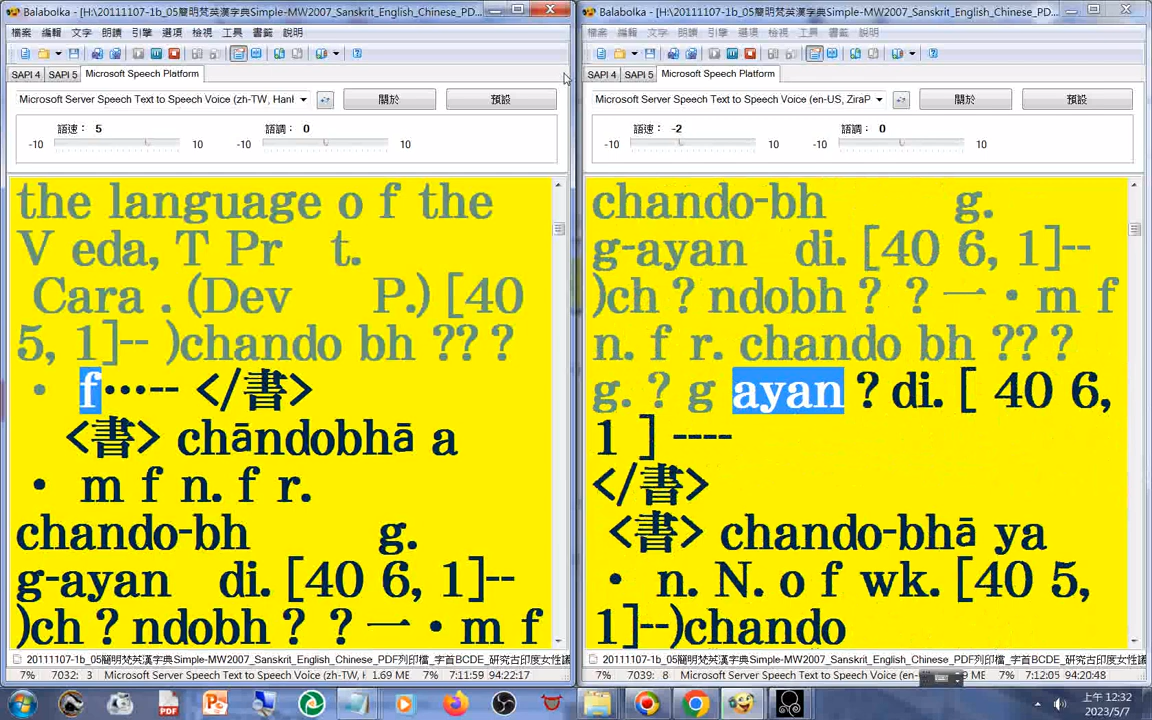 Balabolka - [H:\20111107-1b_05簡明梵英漢字典Simple-MW2007_Sanskrit_English_Chinese_PD...
檔案 編輯 文字 朗讀 引擎 選項 檢視 工具 書籤 說明
SAPI 4 SAPI 5 Microsoft Speech Platform
Microsoft Server Speech Text to Speech Voice (zh-TW, HanH 關於 預設
語速： 5 語調： 0
-10 10 -10 10
the language o f the
V eda, T Pr t.
Cara . (Dev P.) [40
5, 1]-- )chando bh ?? ?
• f…-- </書>
<書> chāndobhā a
• m f n. f r.
chando-bh g.
g-ayan di. [40 6, 1]--
)ch ? ndobh ? ? 一 • m f
20111107-1b_05簡明梵英漢字典Simple-MW2007_Sanskrit_English_Chinese_PDF列印檔_字首BCDE_研究古印度女性議
7% 7032: 3 Microsoft Server Speech Text to Speech Voice (zh-TW, H 1.69 ME 7% 7:11:59 94:22:17
Balabolka - [H:\20111107-1b_05簡明梵英漢字典Simple-MW2007_Sanskrit_English_Chinese_PD...
檔案 編輯 文字 朗讀 引擎 選項 檢視 工具 書籤 說明
SAPI 4 SAPI 5 Microsoft Speech Platform
Microsoft Server Speech Text to Speech Voice (en-US, ZiraP 關於 預設
語速： -2 語調： 0
-10 10 -10 10
chando-bh g.
g-ayan di. [40 6, 1]--
)ch ? ndobh ? ? 一 • m f
n. f r. chando bh ?? ?
g. ? g ayan ? di. [ 40 6,
1 ] ----
</書>
<書> chando-bhā ya
• n. N. o f wk. [40 5,
1]--)chando
20111107-1b_05簡明梵英漢字典Simple-MW2007_Sanskrit_English_Chinese_PDF列印檔_字首BCDE_研究古印度女性議
7% 7039: 8 Microsoft Server Speech Text to Speech Voice (en-US, 7% 7:12:05 94:20:48
上午 12:32
2023/5/7